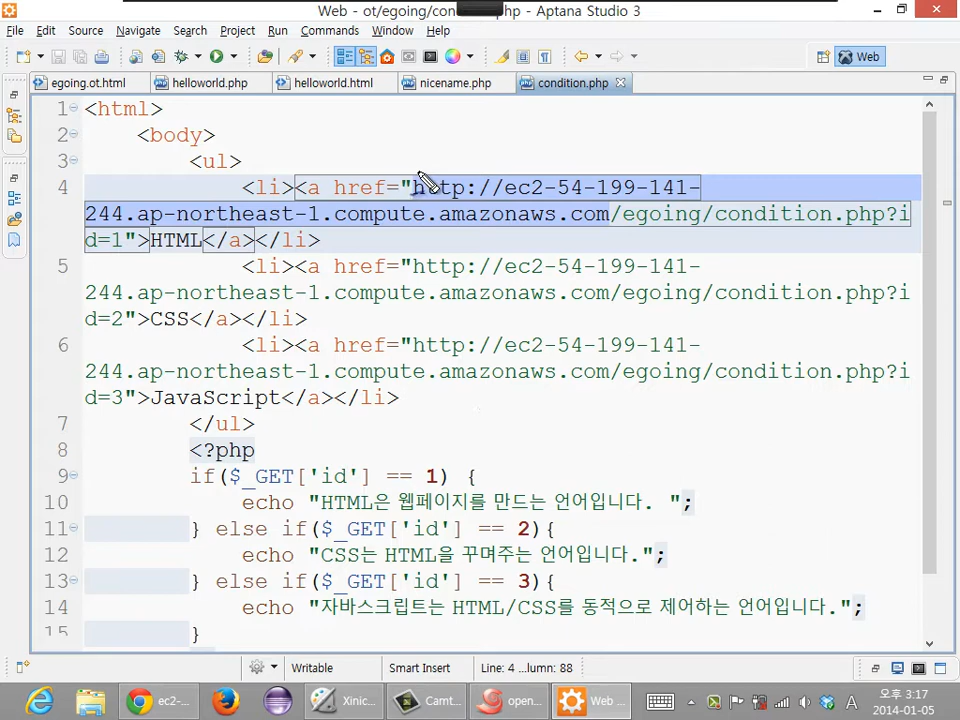 Web - ot/egoing/con php - Aptana Studio 3
File Edit Source Navigate Search Project Run Commands Window Help
Web
egoing.ot.html helloworld.php helloworld.html nicename.php condition.php
1 <html>
2 <body>
3 <ul>
4 <li><a href="http://ec2-54-199-141-
244.ap-northeast-1.compute.amazonaws.com/egoing/condition.php?i
d=1">HTML</a></li>
5 <li><a href="http://ec2-54-199-141-
244.ap-northeast-1.compute.amazonaws.com/egoing/condition.php?i
d=2">CSS</a></li>
6 <li><a href="http://ec2-54-199-141-
244.ap-northeast-1.compute.amazonaws.com/egoing/condition.php?i
d=3">JavaScript</a></li>
7 </ul>
8 <?php
9 if($_GET['id'] == 1) {
10 echo "HTML은 웹페이지를 만드는 언어입니다. ";
11 } else if($_GET['id'] == 2){
12 echo "CSS는 HTML을 꾸며주는 언어입니다.";
13 } else if($_GET['id'] == 3){
14 echo "자바스크립트는 HTML/CSS를 동적으로 제어하는 언어입니다.";
15 }
Writable Smart Insert Line: 4 ...lumn: 88
ec2-... Xinic... Camt... open... Web ... A 오후 3:17
2014-01-05